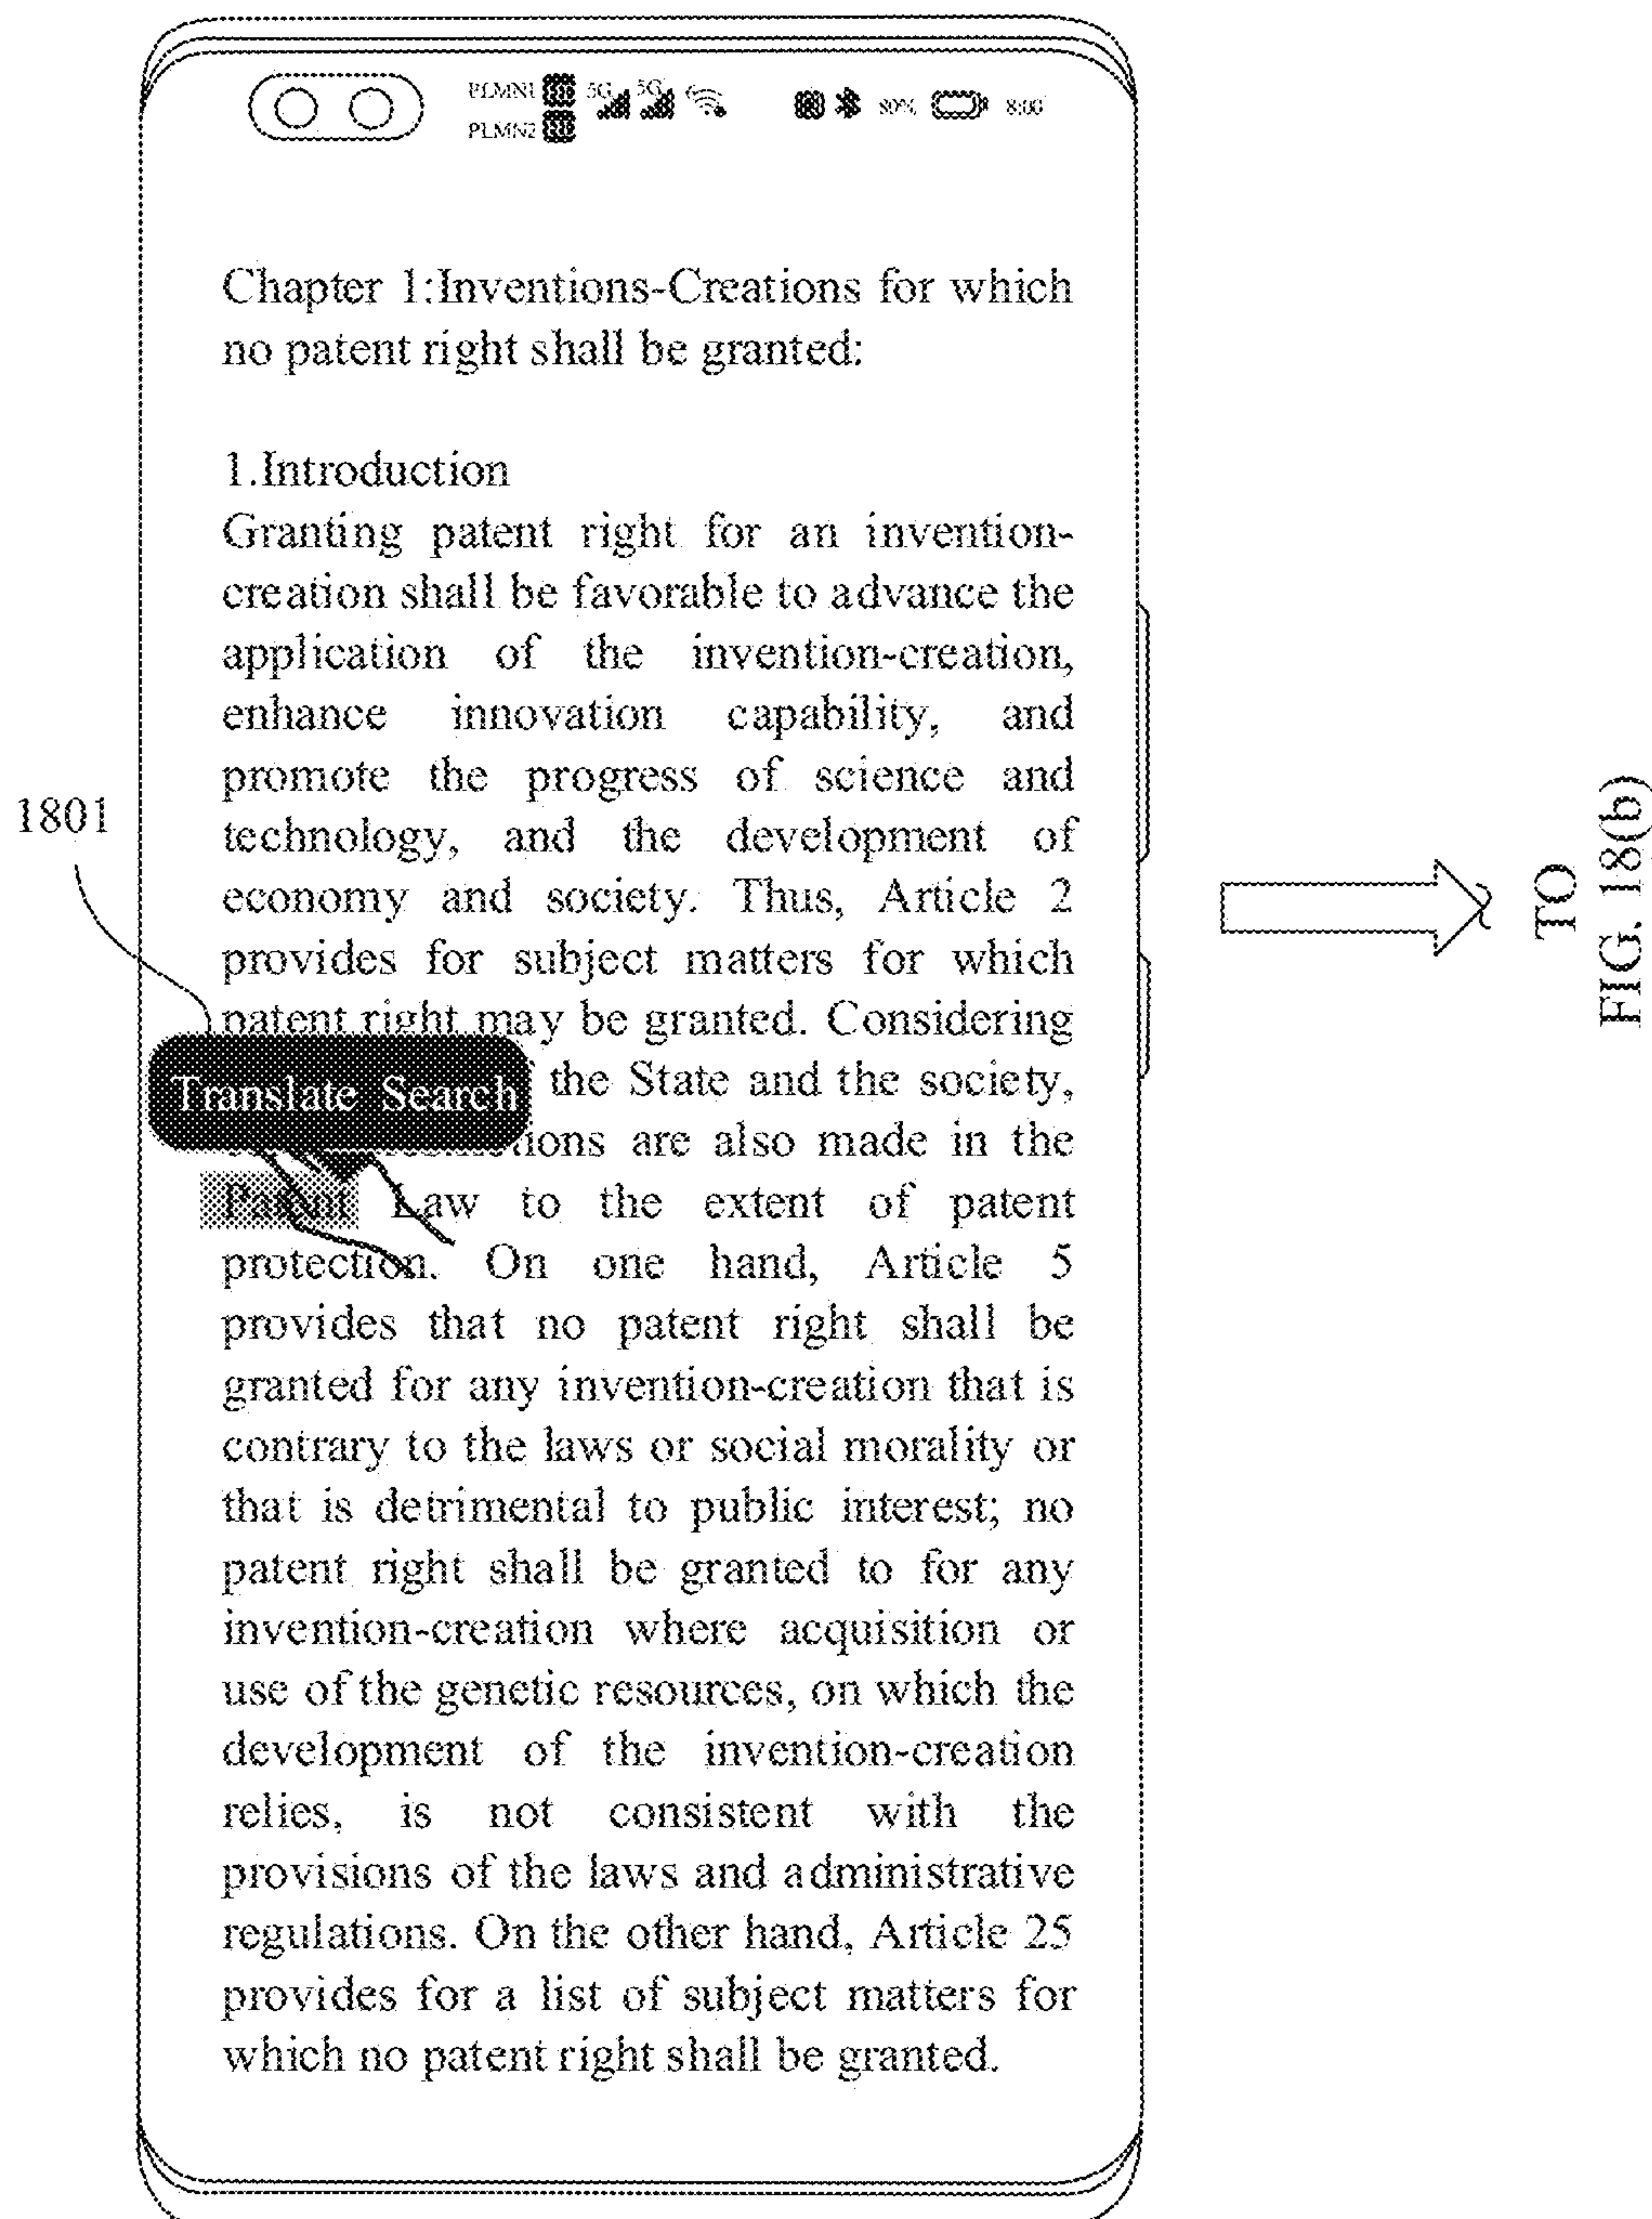 PLMN1 5G 5G 80% 8:00
PLMN2
Chapter 1:Inventions-Creations for which
no patent right shall be granted:
1.Introduction
Granting patent right for an invention-
creation shall be favorable to advance the
application of the invention-creation,
enhance innovation capability, and
promote the progress of science and
technology, and the development of
economy and society. Thus, Article 2
provides for subject matters for which
patent right may be granted. Considering
the State and the society,
tions are also made in the
Patent Law to the extent of patent
protection. On one hand, Article 5
provides that no patent right shall be
granted for any invention-creation that is
contrary to the laws or social morality or
that is detrimental to public interest; no
patent right shall be granted to for any
invention-creation where acquisition or
use of the genetic resources, on which the
development of the invention-creation
relies, is not consistent with the
provisions of the laws and administrative
regulations. On the other hand, Article 25
provides for a list of subject matters for
which no patent right shall be granted.
1801
Translate Search
TO
FIG. 18(b)